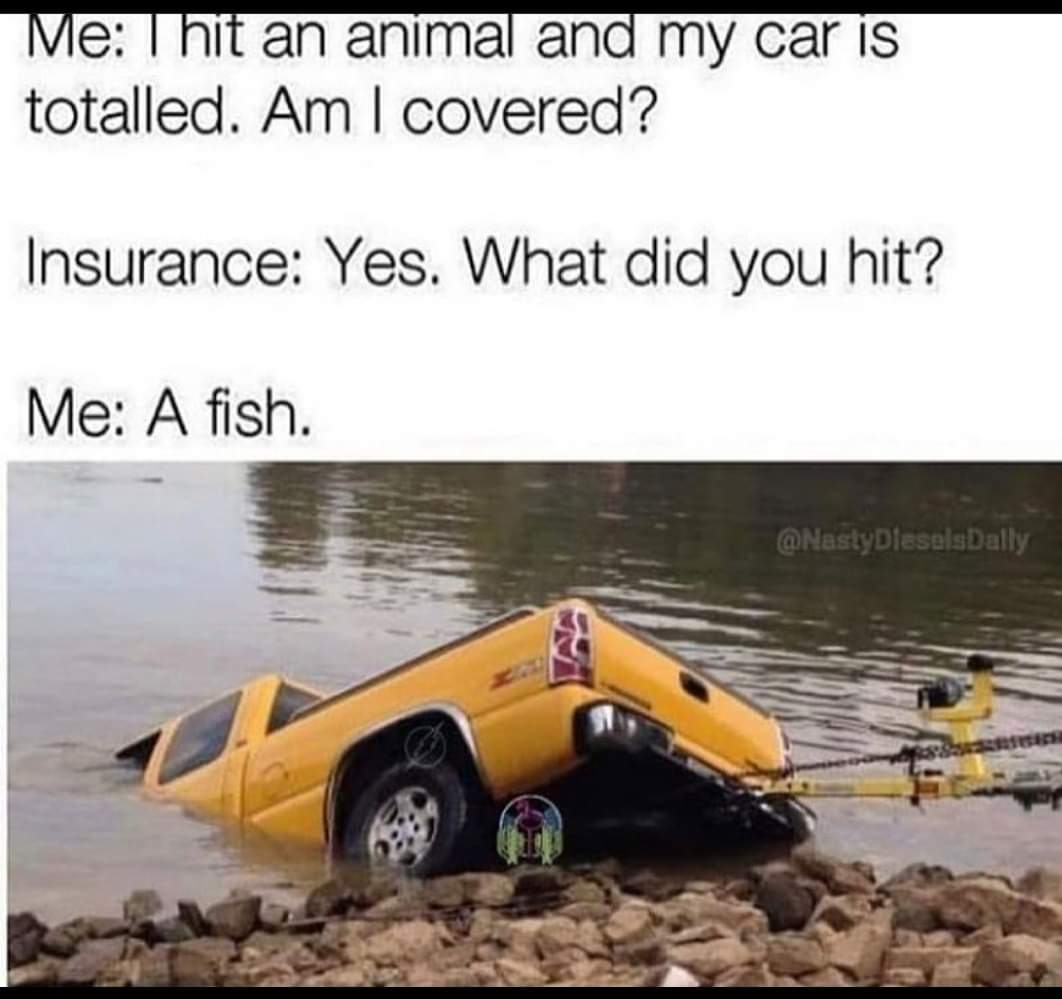 Me: I hit an animal and my car is
totalled. Am I covered?
Insurance: Yes. What did you hit?
Me: A fish.
@NastyDieselsDaily